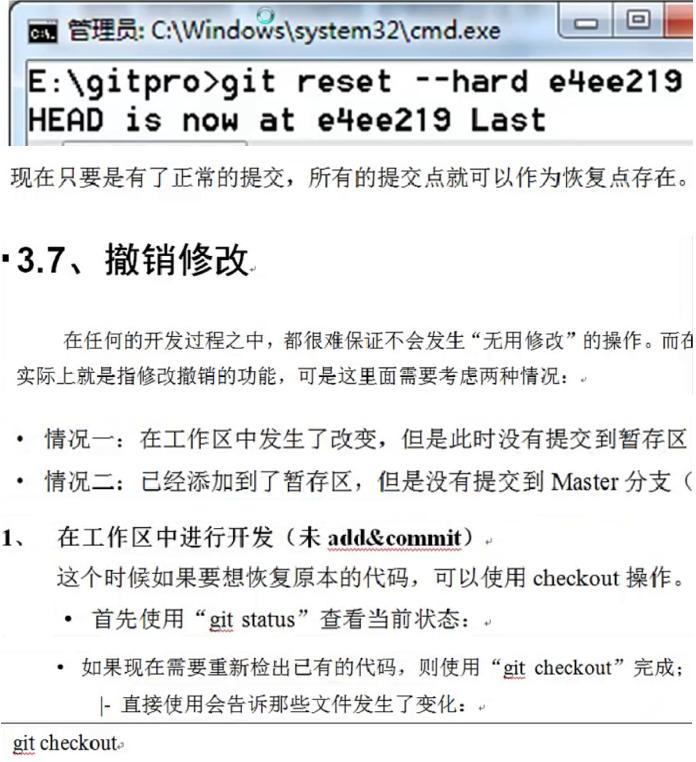 管理员: C:\Windows\system32\cmd.exe
E:\gitpro>git reset --hard e4ee219
HEAD is now at e4ee219 Last
现在只要是有了正常的提交，所有的提交点就可以作为恢复点存在。
3.7、撤销修改
在任何的开发过程之中，都很难保证不会发生“无用修改”的操作。而在
实际上就是指修改撤销的功能，可是这里面需要考虑两种情况：
• 情况一：在工作区中发生了改变，但是此时没有提交到暂存区
• 情况二：已经添加到了暂存区，但是没有提交到 Master 分支（
1、 在工作区中进行开发（未 add&commit）
这个时候如果要想恢复原本的代码，可以使用 checkout 操作。
• 首先使用“git status”查看当前状态：
• 如果现在需要重新检出已有的代码，则使用“git checkout”完成；
|- 直接使用会告诉那些文件发生了变化：
git checkout